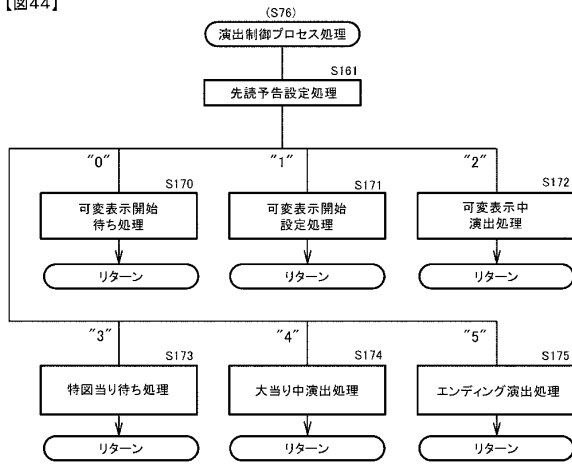 【図44】
(S76)
演出制御プロセス処理
S161
先読予告設定処理
"0"
"1"
"2"
S170
S171
S172
可変表示開始
待ち処理
可変表示開始
設定処理
可変表示中
演出処理
リターン
リターン
リターン
"3"
"4"
"5"
S173
S174
S175
特図当り待ち処理
大当り中演出処理
エンディング演出処理
リターン
リターン
リターン